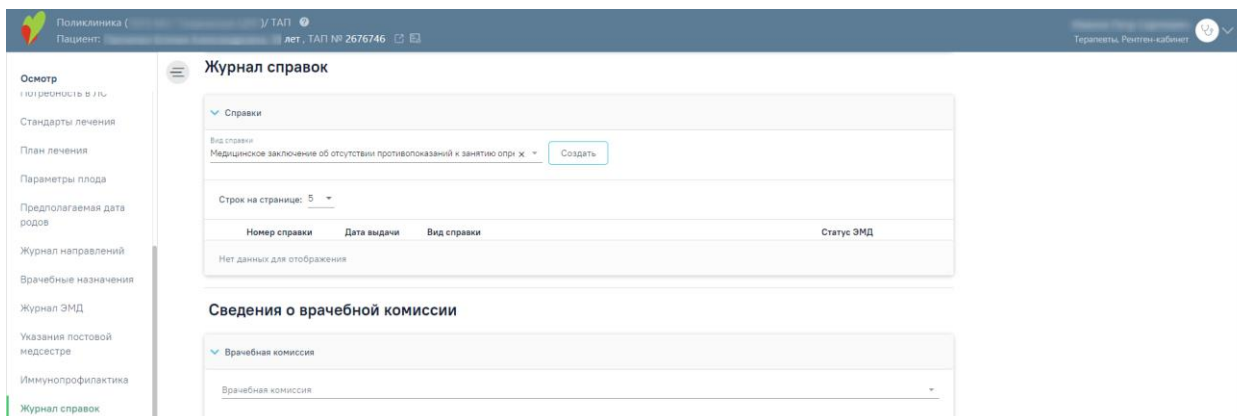 Поликлиника ( )/ ТАП
Пациент: лет, ТАП № 2676746
Терапевты, Рентген-кабинет
Осмотр
Потребность в ЛС
Стандарты лечения
План лечения
Параметры плода
Предполагаемая дата
родов
Журнал направлений
Врачебные назначения
Журнал ЭМД
Указания постовой
медсестре
Иммунопрофилактика
Журнал справок
Журнал справок
Справки
Вид справки
Медицинское заключение об отсутствии противопоказаний к занятию опре
Создать
Строк на странице: 5
Номер справки Дата выдачи Вид справки Статус ЭМД
Нет данных для отображения
Сведения о врачебной комиссии
Врачебная комиссия
Врачебная комиссия